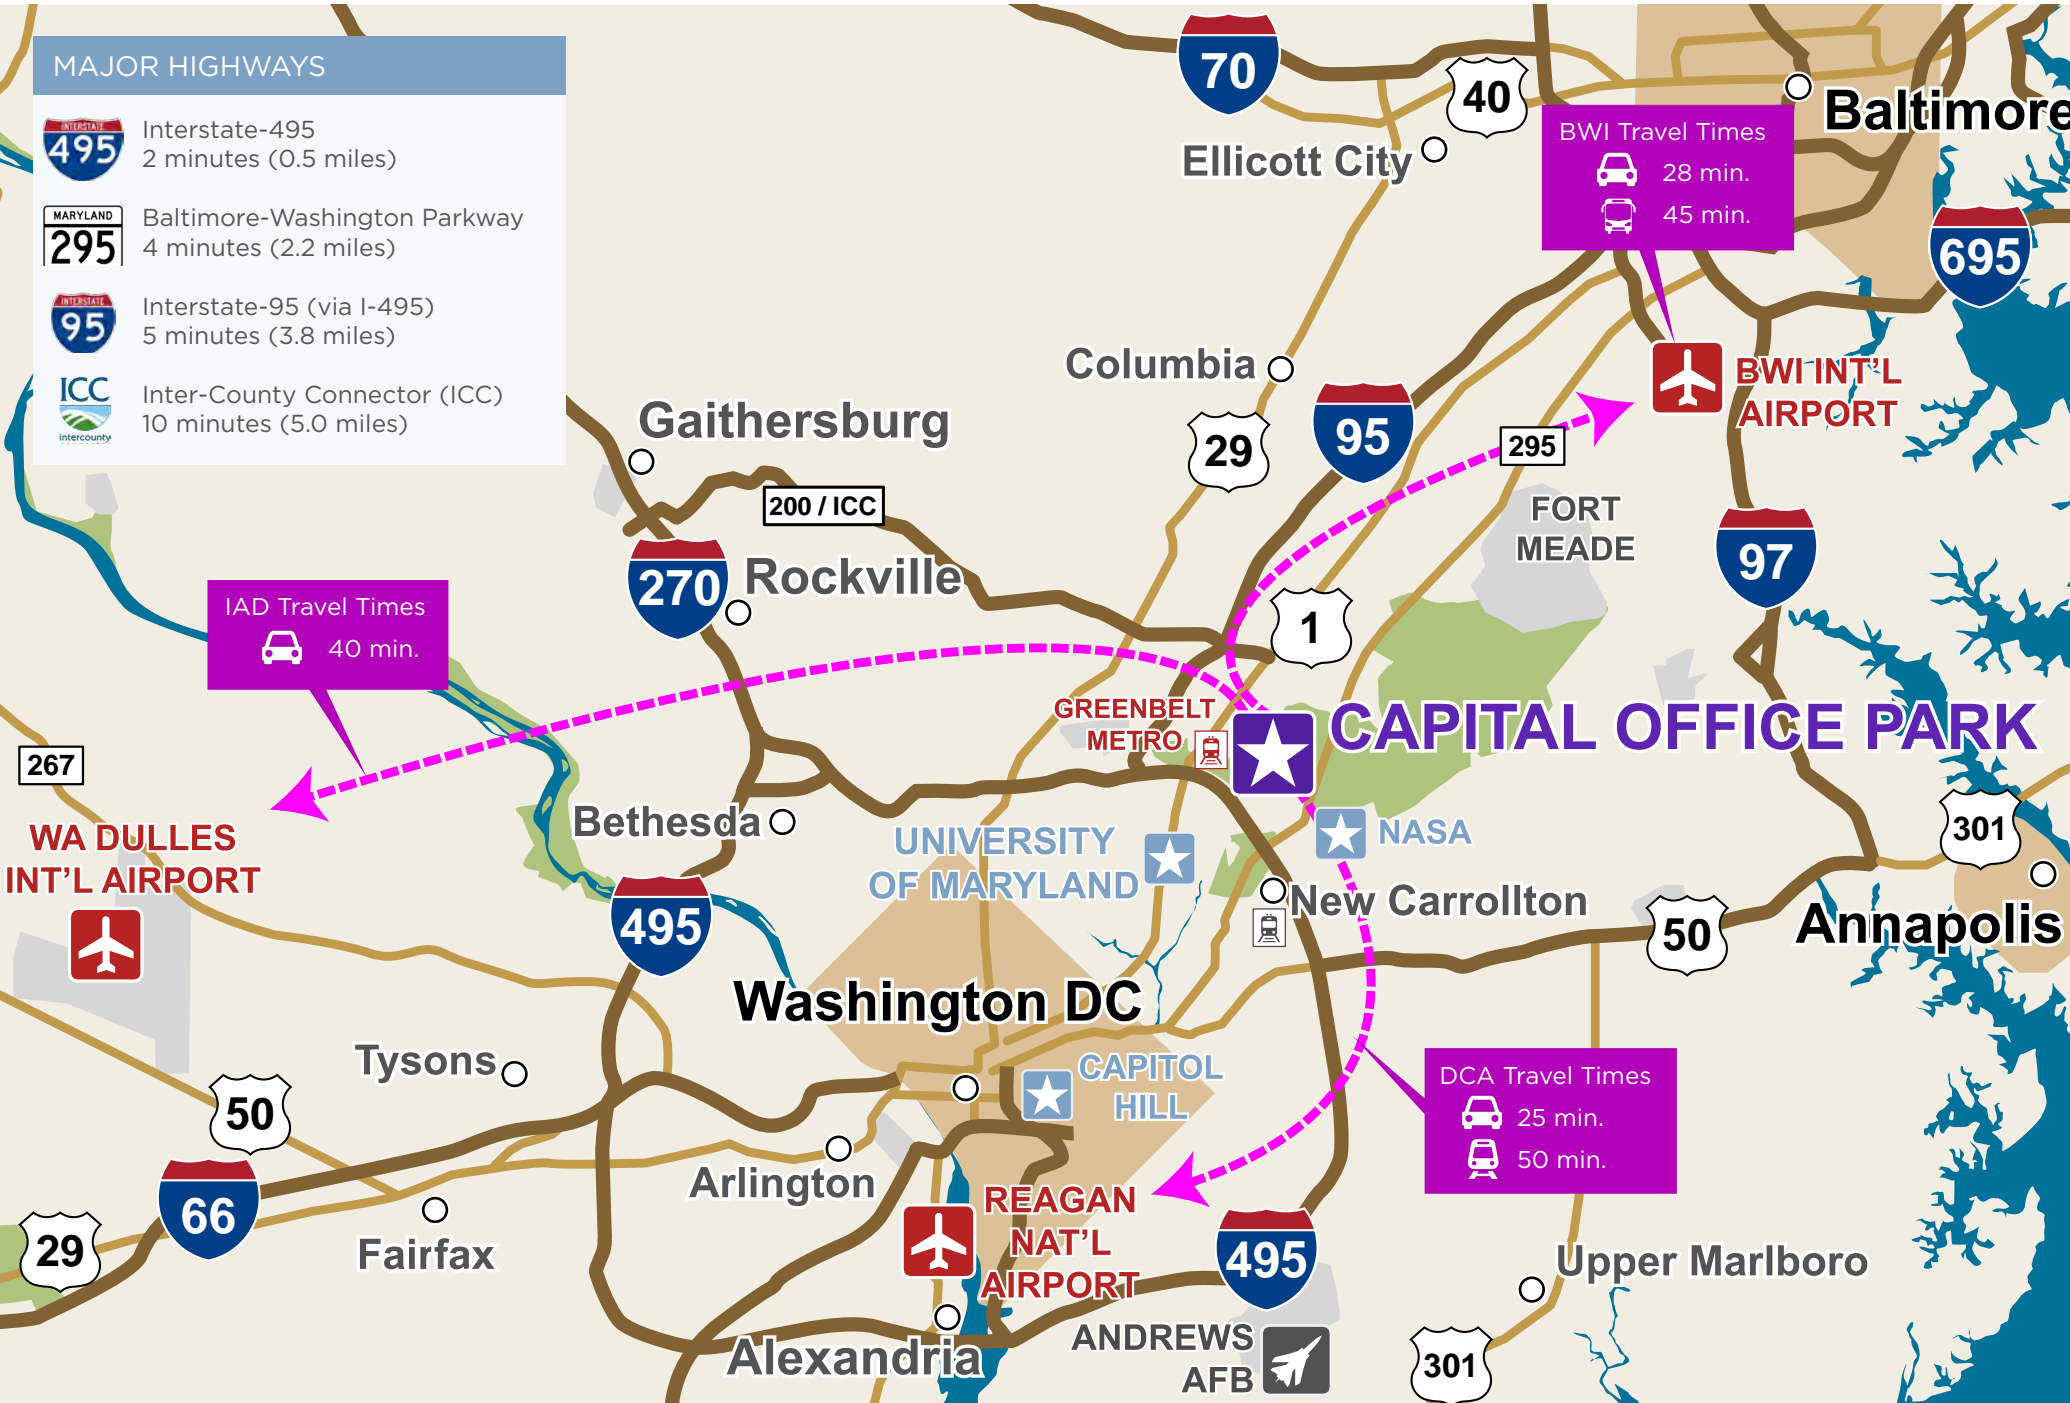 MAJOR HIGHWAYS
INTERSTATE
495
Interstate-495
2 minutes (0.5 miles)
MARYLAND
295
Baltimore-Washington Parkway
4 minutes (2.2 miles)
INTERSTATE
95
Interstate-95 (via I-495)
5 minutes (3.8 miles)
ICC
intercounty
Inter-County Connector (ICC)
10 minutes (5.0 miles)
70
40
Baltimore
Ellicott City
BWI Travel Times
28 min.
45 min.
695
Columbia
BWI INT'L
AIRPORT
Gaithersburg
29
95
295
200 / ICC
FORT
MEADE
97
270
Rockville
IAD Travel Times
40 min.
1
GREENBELT
METRO
CAPITAL OFFICE PARK
267
WA DULLES
INT'L AIRPORT
Bethesda
UNIVERSITY
OF MARYLAND
NASA
301
495
New Carrollton
50
Annapolis
Washington DC
Tysons
50
CAPITOL
HILL
DCA Travel Times
25 min.
50 min.
Arlington
66
REAGAN
NAT'L
AIRPORT
29
Fairfax
495
Upper Marlboro
Alexandria
ANDREWS
AFB
301